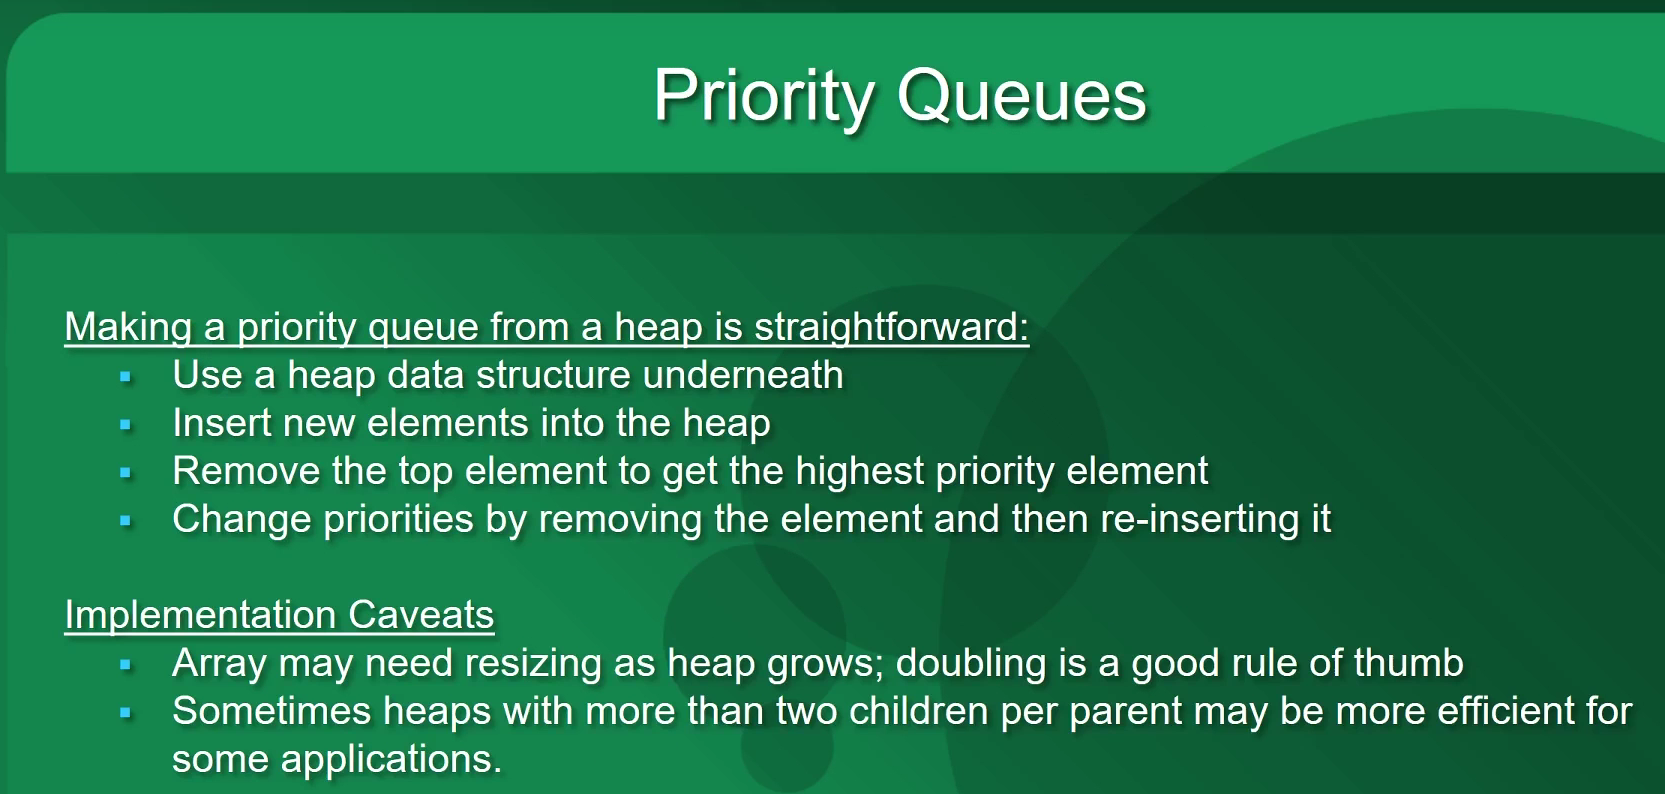 Priority Queues
Making a priority queue from a heap is straightforward:
▪ Use a heap data structure underneath
▪ Insert new elements into the heap
▪ Remove the top element to get the highest priority element
▪ Change priorities by removing the element and then re-inserting it
Implementation Caveats
▪ Array may need resizing as heap grows; doubling is a good rule of thumb
▪ Sometimes heaps with more than two children per parent may be more efficient for
some applications.